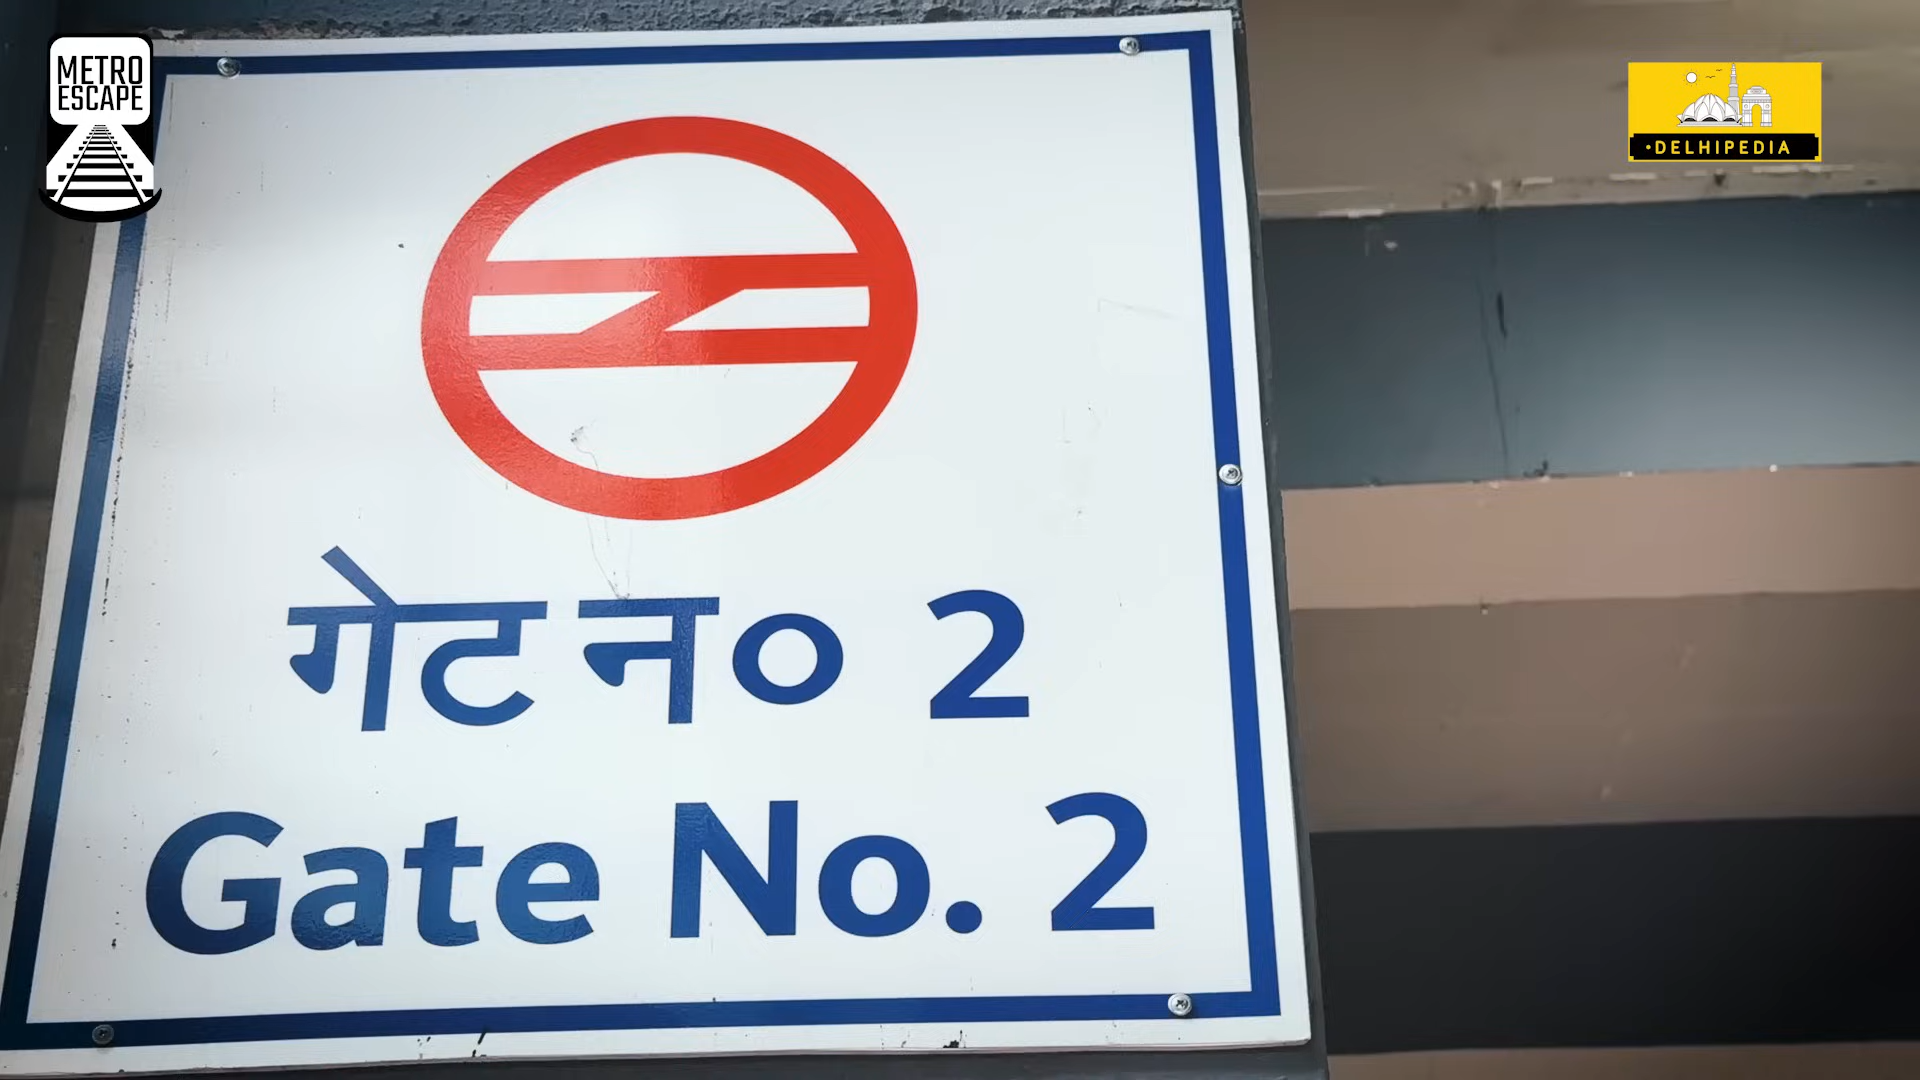 METRO
ESCAPE
•DELHIPEDIA
गेट न० 2
Gate No. 2